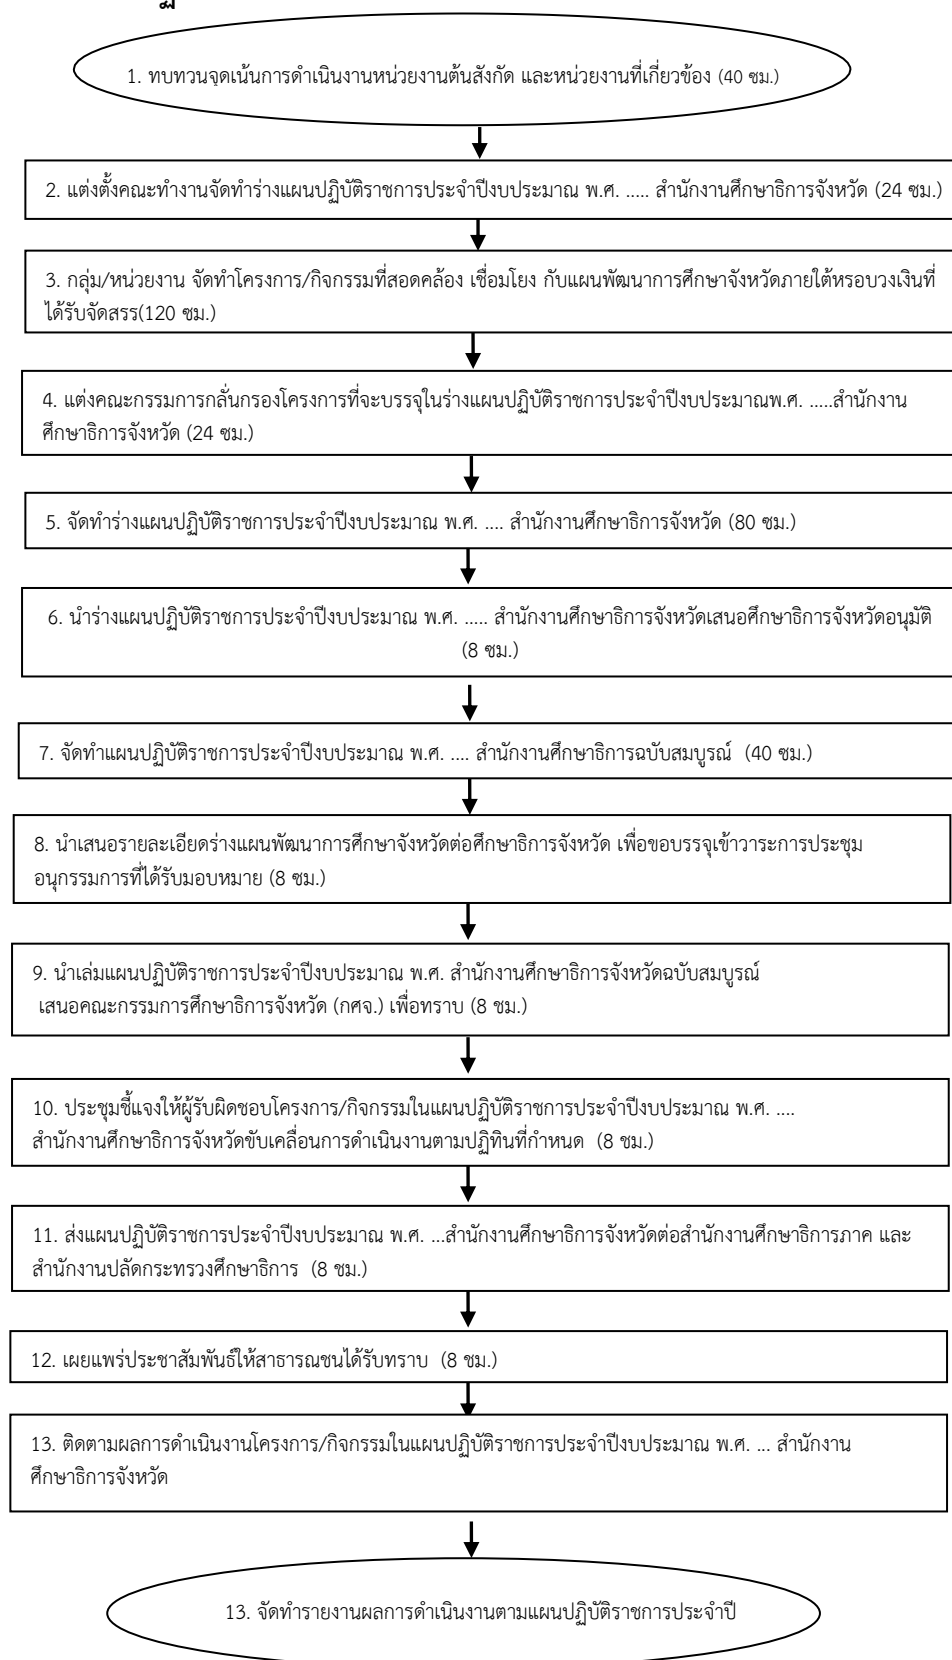 1. ทบทวนจุดเน้นการดำเนินงานหน่วยงานต้นสังกัด และหน่วยงานที่เกี่ยวข้อง (40 ซม.)
2. แต่งตั้งคณะทำงานจัดทำร่างแผนปฏิบัติราชการประจำปีงบประมาณ พ.ศ. ..... สำนักงานศึกษาธิการจังหวัด (24 ซม.)
3. กลุ่ม/หน่วยงาน จัดทำโครงการ/กิจกรรมที่สอดคล้อง เชื่อมโยง กับแผนพัฒนาการศึกษาจังหวัดภายใต้หรอบวงเงินที่
ได้รับจัดสรร(120 ซม.)
4. แต่งคณะกรรมการกลั่นกรองโครงการที่จะบรรจุในร่างแผนปฏิบัติราชการประจำปีงบประมาณพ.ศ. .....สำนักงาน
ศึกษาธิการจังหวัด (24 ซม.)
5. จัดทำร่างแผนปฏิบัติราชการประจำปีงบประมาณ พ.ศ. .... สำนักงานศึกษาธิการจังหวัด (80 ซม.)
6. นำร่างแผนปฏิบัติราชการประจำปีงบประมาณ พ.ศ. ..... สำนักงานศึกษาธิการจังหวัดเสนอศึกษาธิการจังหวัดอนุมัติ
(8 ซม.)
7. จัดทำแผนปฏิบัติราชการประจำปีงบประมาณ พ.ศ. .... สำนักงานศึกษาธิการฉบับสมบูรณ์ (40 ซม.)
8. นำเสนอรายละเอียดร่างแผนพัฒนาการศึกษาจังหวัดต่อศึกษาธิการจังหวัด เพื่อขอบรรจุเข้าวาระการประชุม
อนุกรรมการที่ได้รับมอบหมาย (8 ซม.)
9. นำเล่มแผนปฏิบัติราชการประจำปีงบประมาณ พ.ศ. สำนักงานศึกษาธิการจังหวัดฉบับสมบูรณ์
เสนอคณะกรรมการศึกษาธิการจังหวัด (กศจ.) เพื่อทราบ (8 ชม.)
10. ประชุมชี้แจงให้ผู้รับผิดชอบโครงการ/กิจกรรมในแผนปฏิบัติราชการประจำปีงบประมาณ พ.ศ. ....
สำนักงานศึกษาธิการจังหวัดขับเคลื่อนการดำเนินงานตามปฏิทินที่กำหนด (8 ชม.)
11. ส่งแผนปฏิบัติราชการประจำปีงบประมาณ พ.ศ. ...สำนักงานศึกษาธิการจังหวัดต่อสำนักงานศึกษาธิการภาค และ
สำนักงานปลัดกระทรวงศึกษาธิการ (8 ชม.)
12. เผยแพร่ประชาสัมพันธ์ให้สาธารณชนได้รับทราบ (8 ชม.)
13. ติดตามผลการดำเนินงานโครงการ/กิจกรรมในแผนปฏิบัติราชการประจำปีงบประมาณ พ.ศ. ... สำนักงาน
ศึกษาธิการจังหวัด
13. จัดทำรายงานผลการดำเนินงานตามแผนปฏิบัติราชการประจำปี